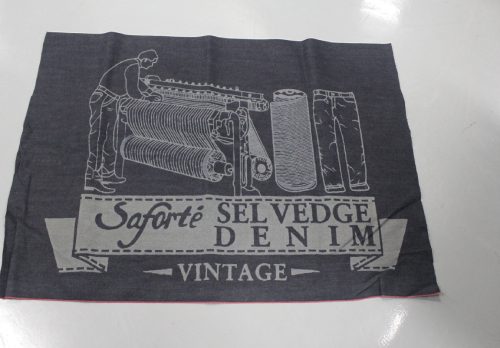 Saforté SELVEDGE
DENIM
VINTAGE